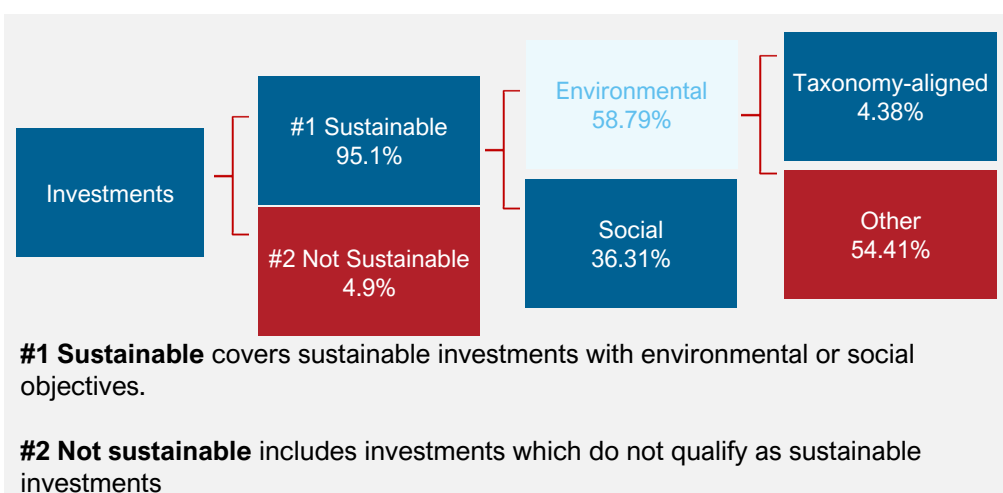 Investments
#1 Sustainable
95.1%
#2 Not Sustainable
4.9%
Environmental
58.79%
Social
36.31%
Taxonomy-aligned
4.38%
Other
54.41%
#1 Sustainable covers sustainable investments with environmental or social
objectives.
#2 Not sustainable includes investments which do not qualify as sustainable
investments